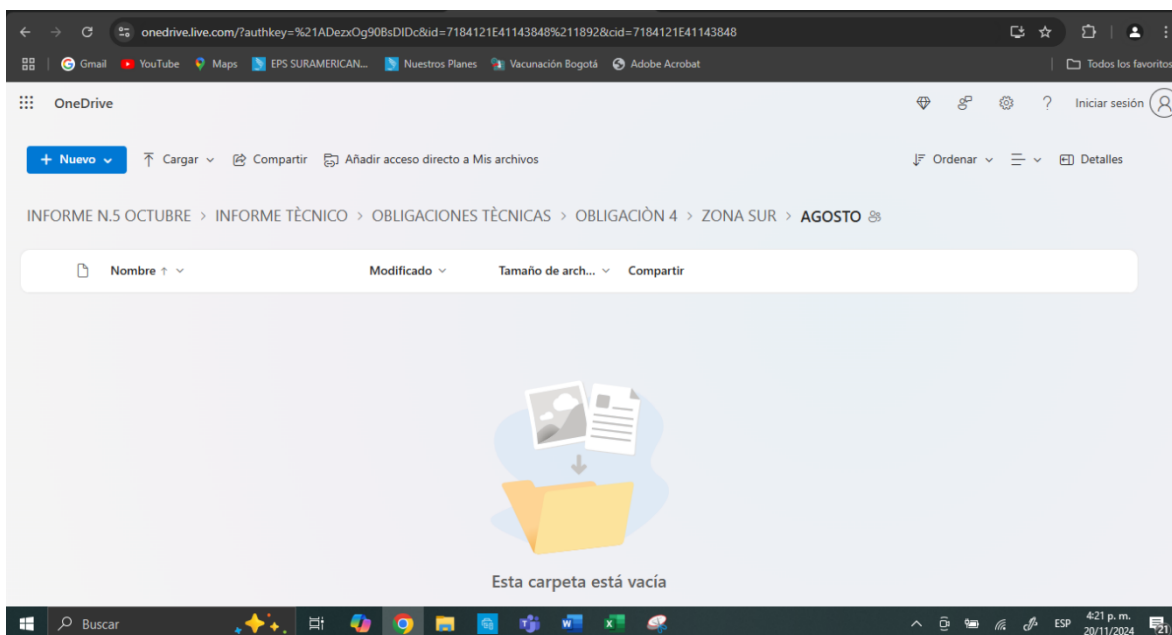 onedrive.live.com/?authkey=%21ADezxOg90BsDIDc&id=7184121E41143848%211892&cid=7184121E41143848
Gmail YouTube Maps EPS SURAMERICAN... Nuestros Planes Vacunación Bogotá Adobe Acrobat Todos los favoritos
OneDrive Iniciar sesión
+ Nuevo Cargar Compartir Añadir acceso directo a Mis archivos Ordenar Detalles
INFORME N.5 OCTUBRE > INFORME TÈCNICO > OBLIGACIONES TÈCNICAS > OBLIGACIÒN 4 > ZONA SUR > AGOSTO
Nombre ↑ Modificado Tamaño de arch... Compartir
Esta carpeta está vacía
Buscar ESP 4:21 p. m.
20/11/2024 21